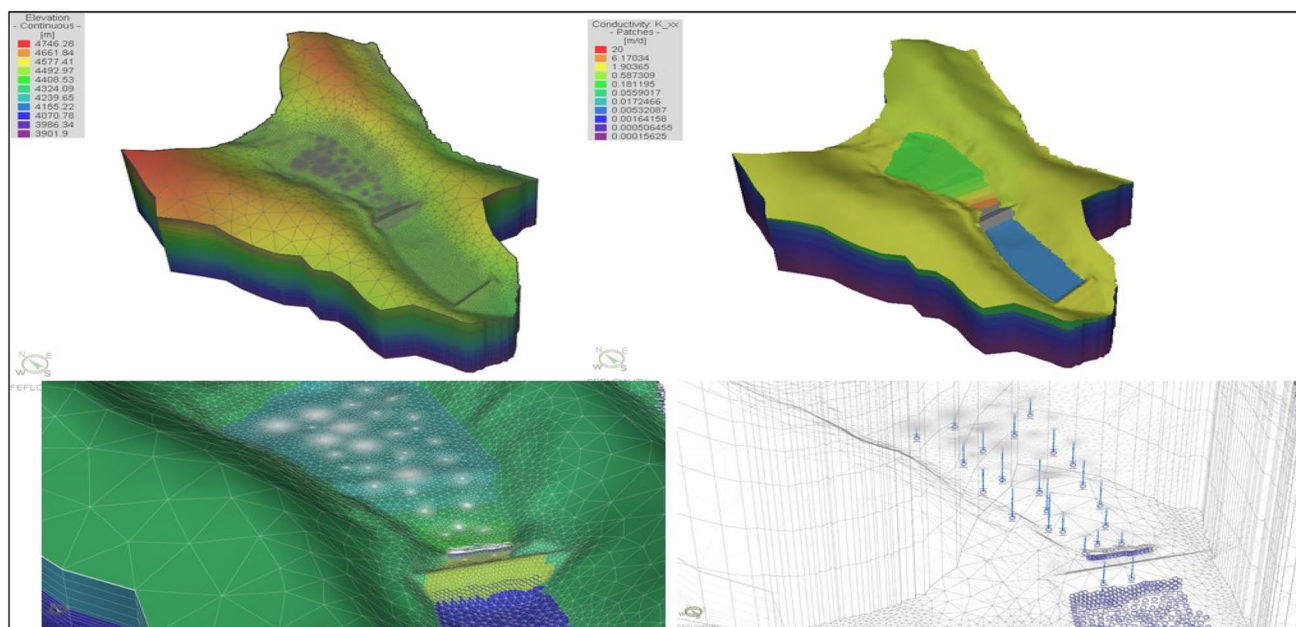 Elevation
- Continuous -
[m]
4746.28
4661.84
4577.41
4492.97
4408.53
4324.09
4239.65
4155.22
4070.78
3986.34
3901.9
N E
W S
FEFLOW
Conductivity: K_xx
- Patches -
[m/d]
20
6.17034
1.90365
0.587309
0.181195
0.0559017
0.0172466
0.00532087
0.00164158
0.000506455
0.00015625
N E
W S
FEFLOW